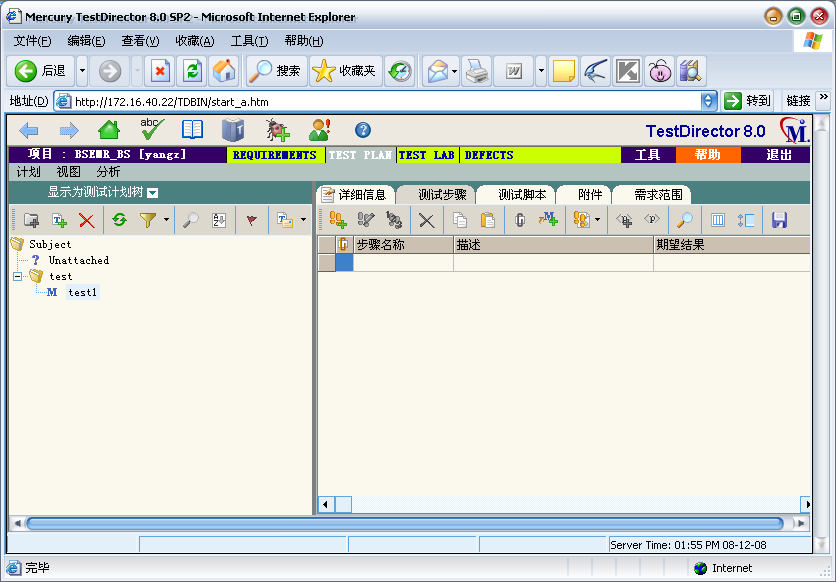 Mercury TestDirector 8.0 SP2 - Microsoft Internet Explorer
文件(F) 编辑(E) 查看(V) 收藏(A) 工具(T) 帮助(H)
后退 搜索 收藏夹 W
地址(D) http://172.16.40.22/TDBIN/start_a.htm 转到 链接 »
abc TestDirector 8.0 M.
项目 : BSEMR_BS [yangz] REQUIREMENTS TEST PLAN TEST LAB DEFECTS 工具 帮助 退出
计划 视图 分析
显示为测试计划树 详细信息 测试步骤 测试脚本 附件 需求范围
Subject 步骤名称 描述 期望结果
? Unattached
test
M test1
Server Time: 01:55 PM 08-12-08
完毕 Internet